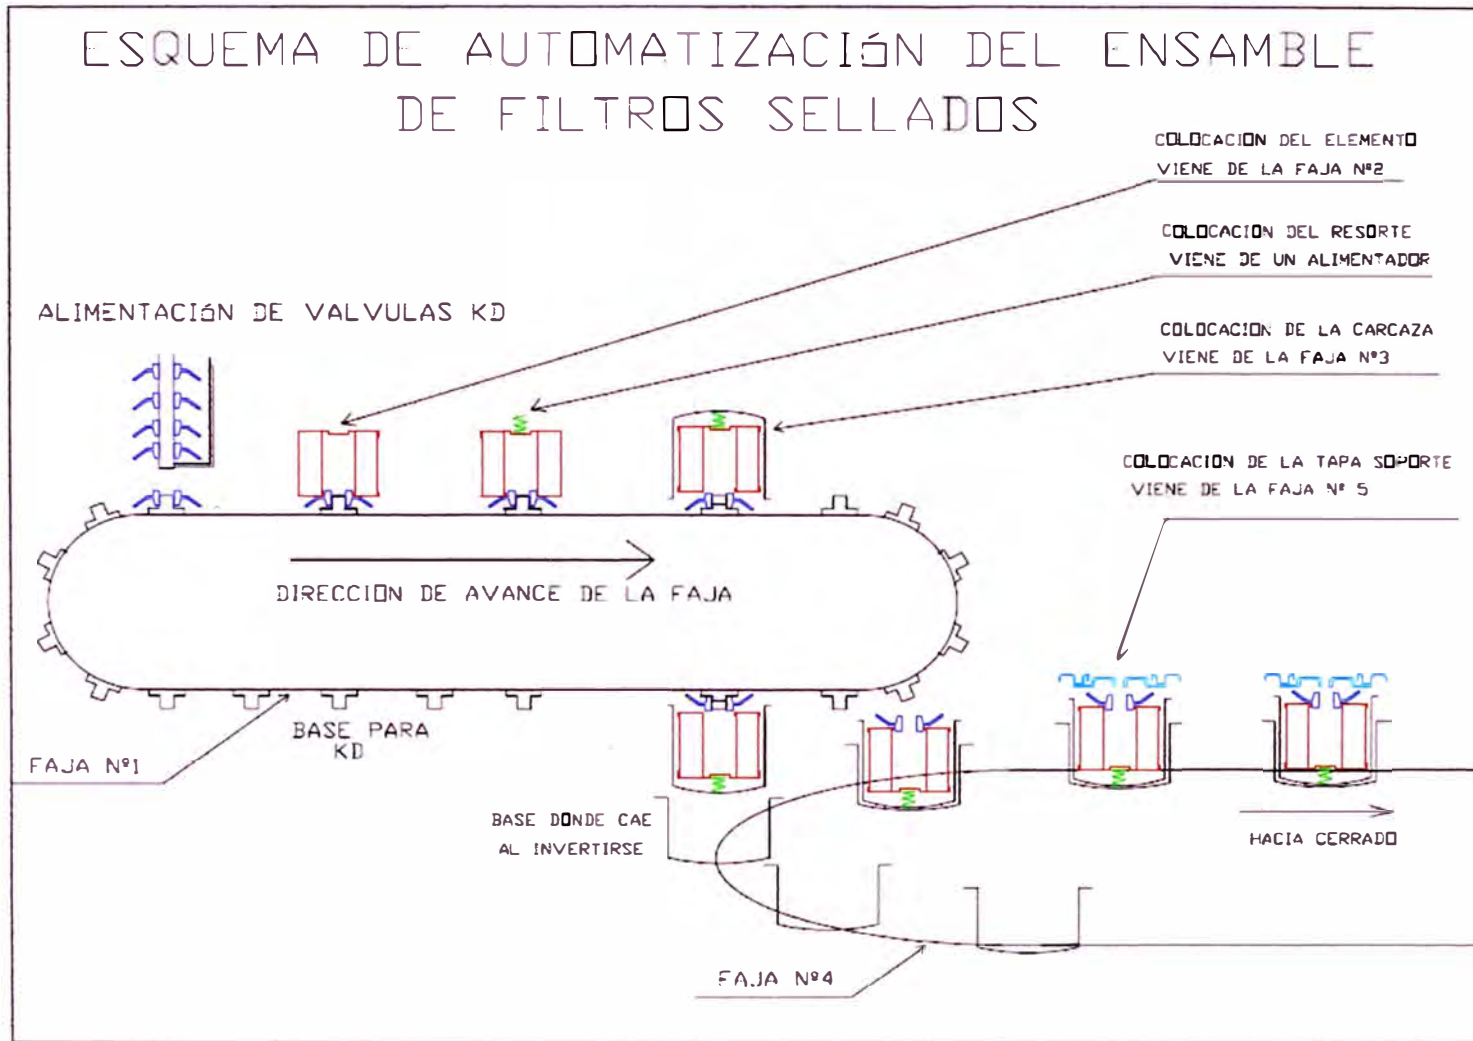 ESQUEMA DE AUTOMATIZACIÓN DEL ENSAMBLE
DE FILTROS SELLADOS
COLOCACION DEL ELEMENTO
VIENE DE LA FAJA Nº2
COLOCACION DEL RESORTE
VIENE DE UN ALIMENTADOR
ALIMENTACIÓN DE VALVULAS KD
COLOCACION DE LA CARCAZA
VIENE DE LA FAJA Nº3
COLOCACION DE LA TAPA SOPORTE
VIENE DE LA FAJA Nº 5
DIRECCION DE AVANCE DE LA FAJA
BASE PARA
KD
FAJA Nº1
BASE DONDE CAE
AL INVERTIRSE
HACIA CERRADO
FAJA Nº4